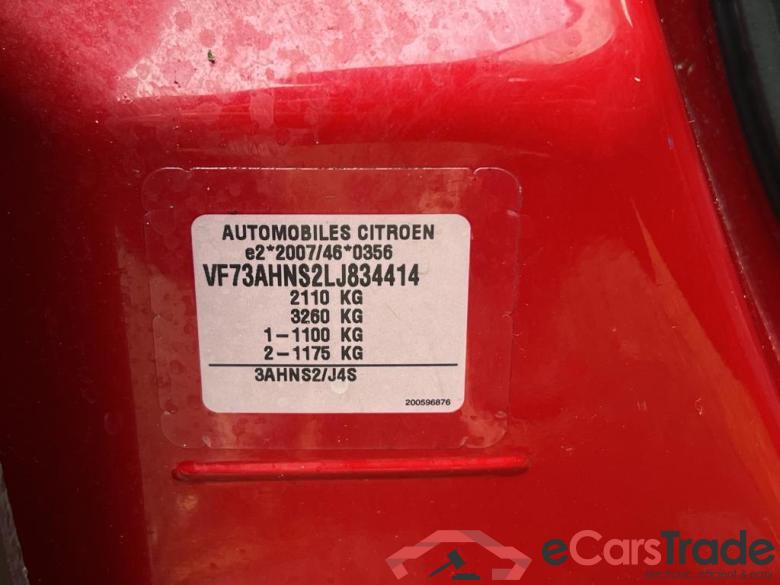 AUTOMOBILES CITROEN
e2*2007/46*0356
VF73AHNS2LJ834414
2110 KG
3260 KG
1-1100 KG
2-1175 KG
3AHNS2/J4S
200596876
eCarsTrade